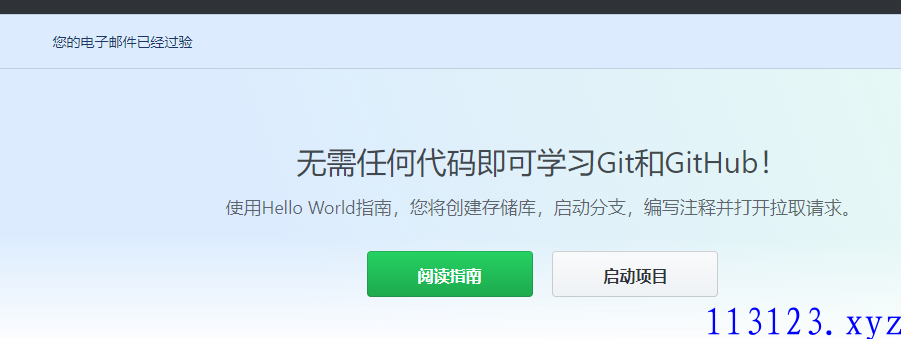 您的电子邮件已经过验
无需任何代码即可学习Git和GitHub！
使用Hello World指南，您将创建存储库，启动分支，编写注释并打开拉取请求。
阅读指南
启动项目
113123.xyz